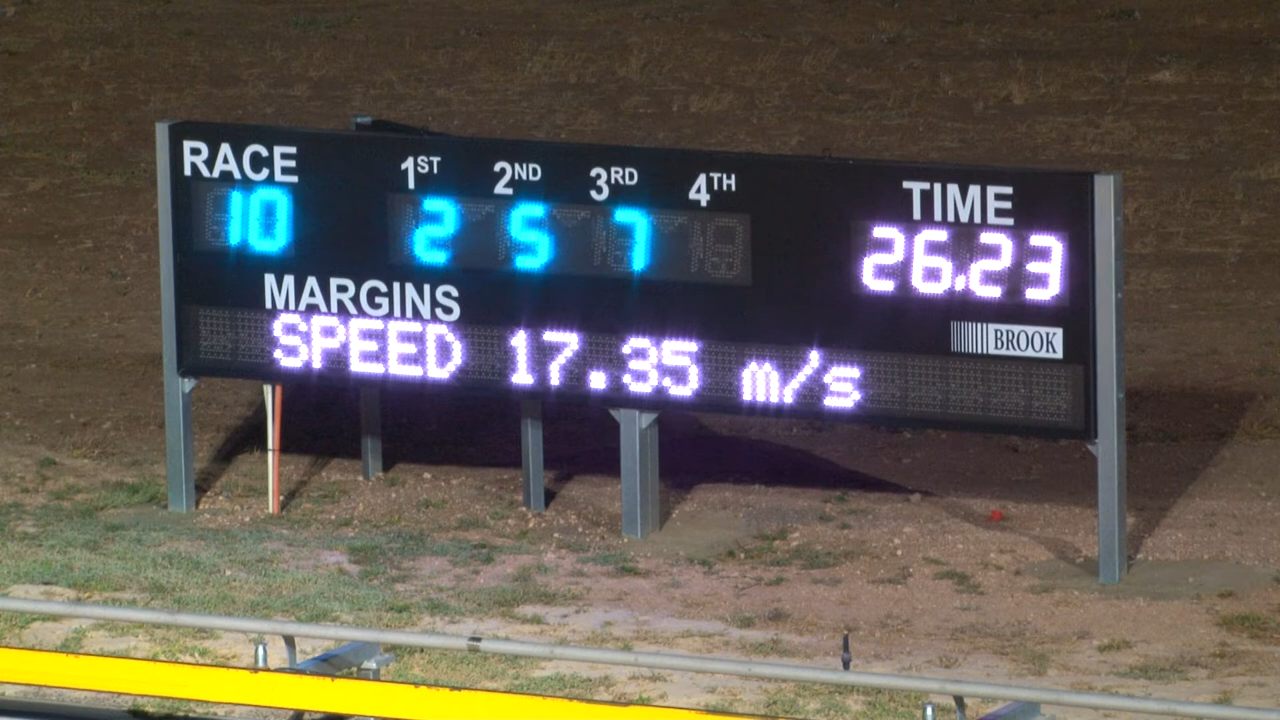 RACE 1ST 2ND 3RD 4TH TIME
10 2 5 7 26.23
MARGINS
BROOK
SPEED 17.35 m/s